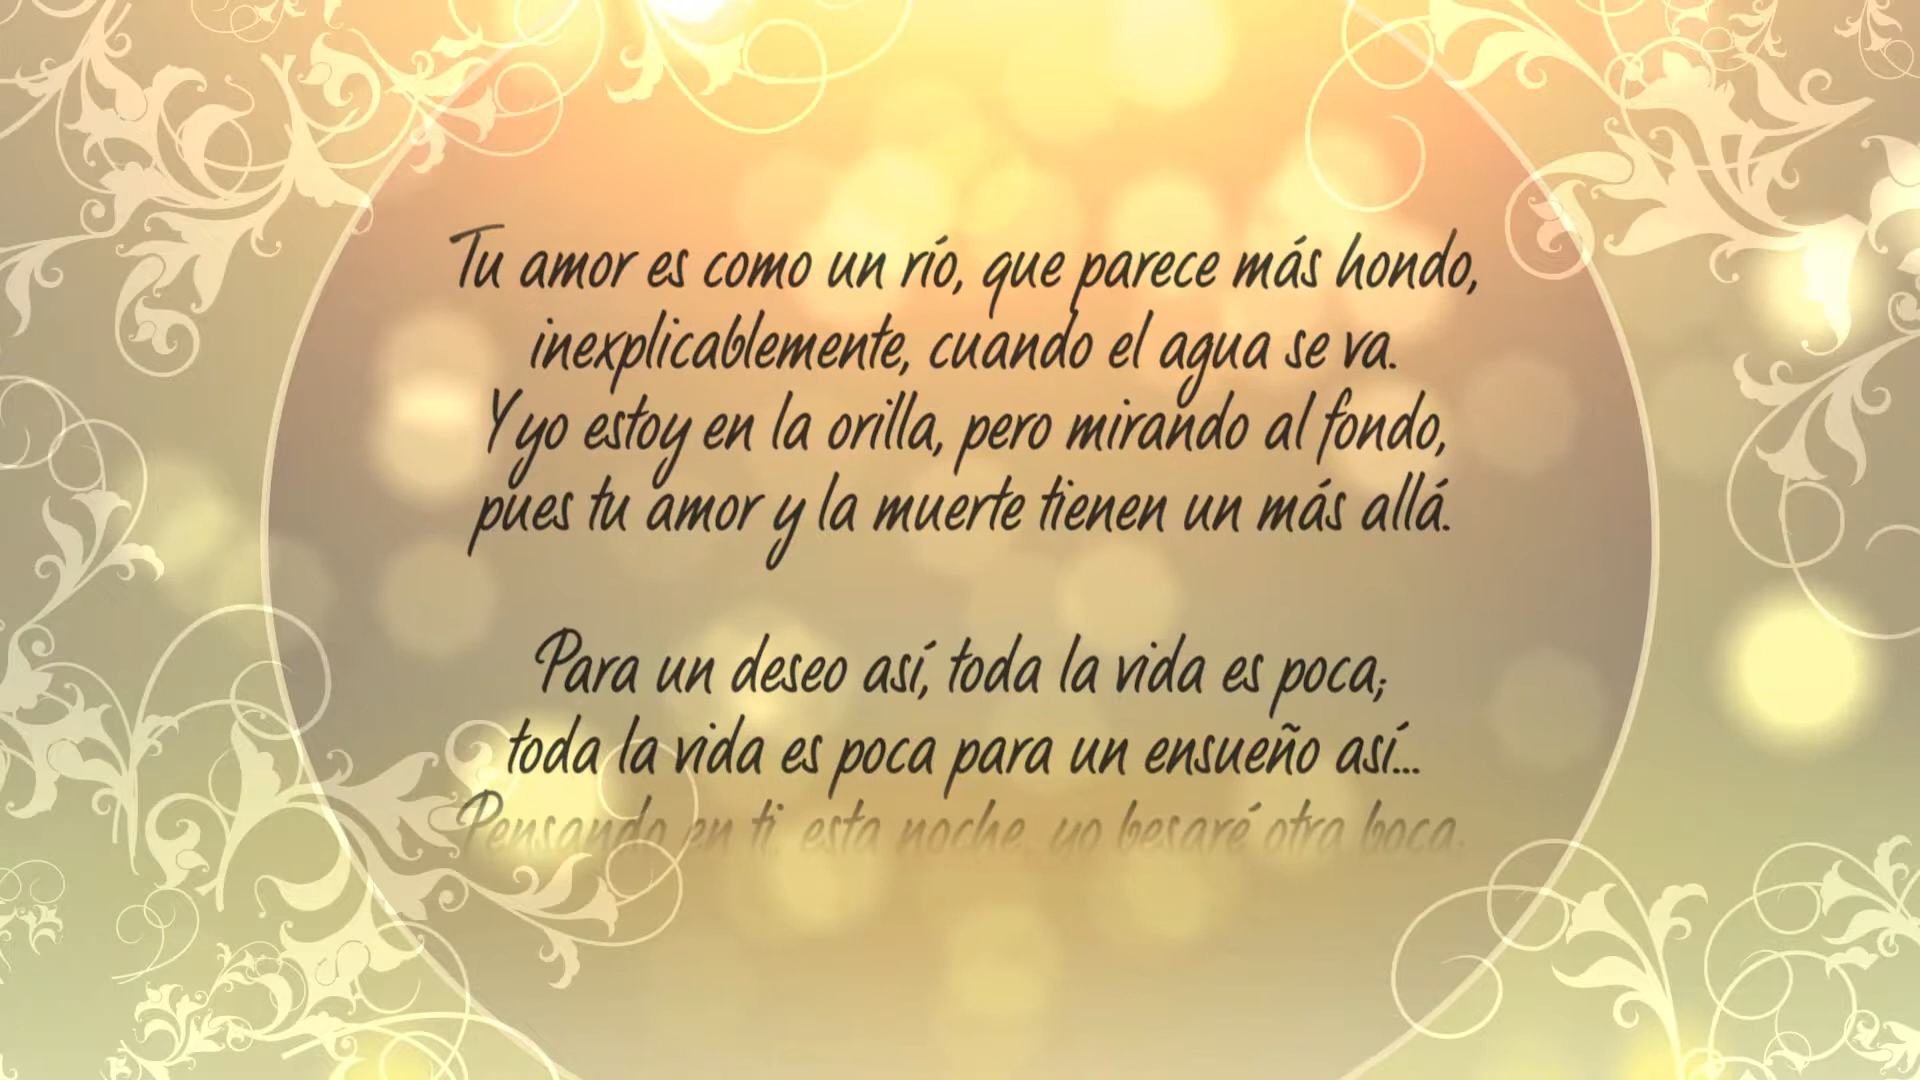 Tu amor es como un río, que parece más hondo,
inexplicablemente, cuando el agua se va.
Y yo estoy en la orilla, pero mirando al fondo,
pues tu amor y la muerte tienen un más allá.
Para un deseo así, toda la vida es poca;
toda la vida es poca para un ensueño así...
Pensando en ti, esta noche, yo besaré otra boca.